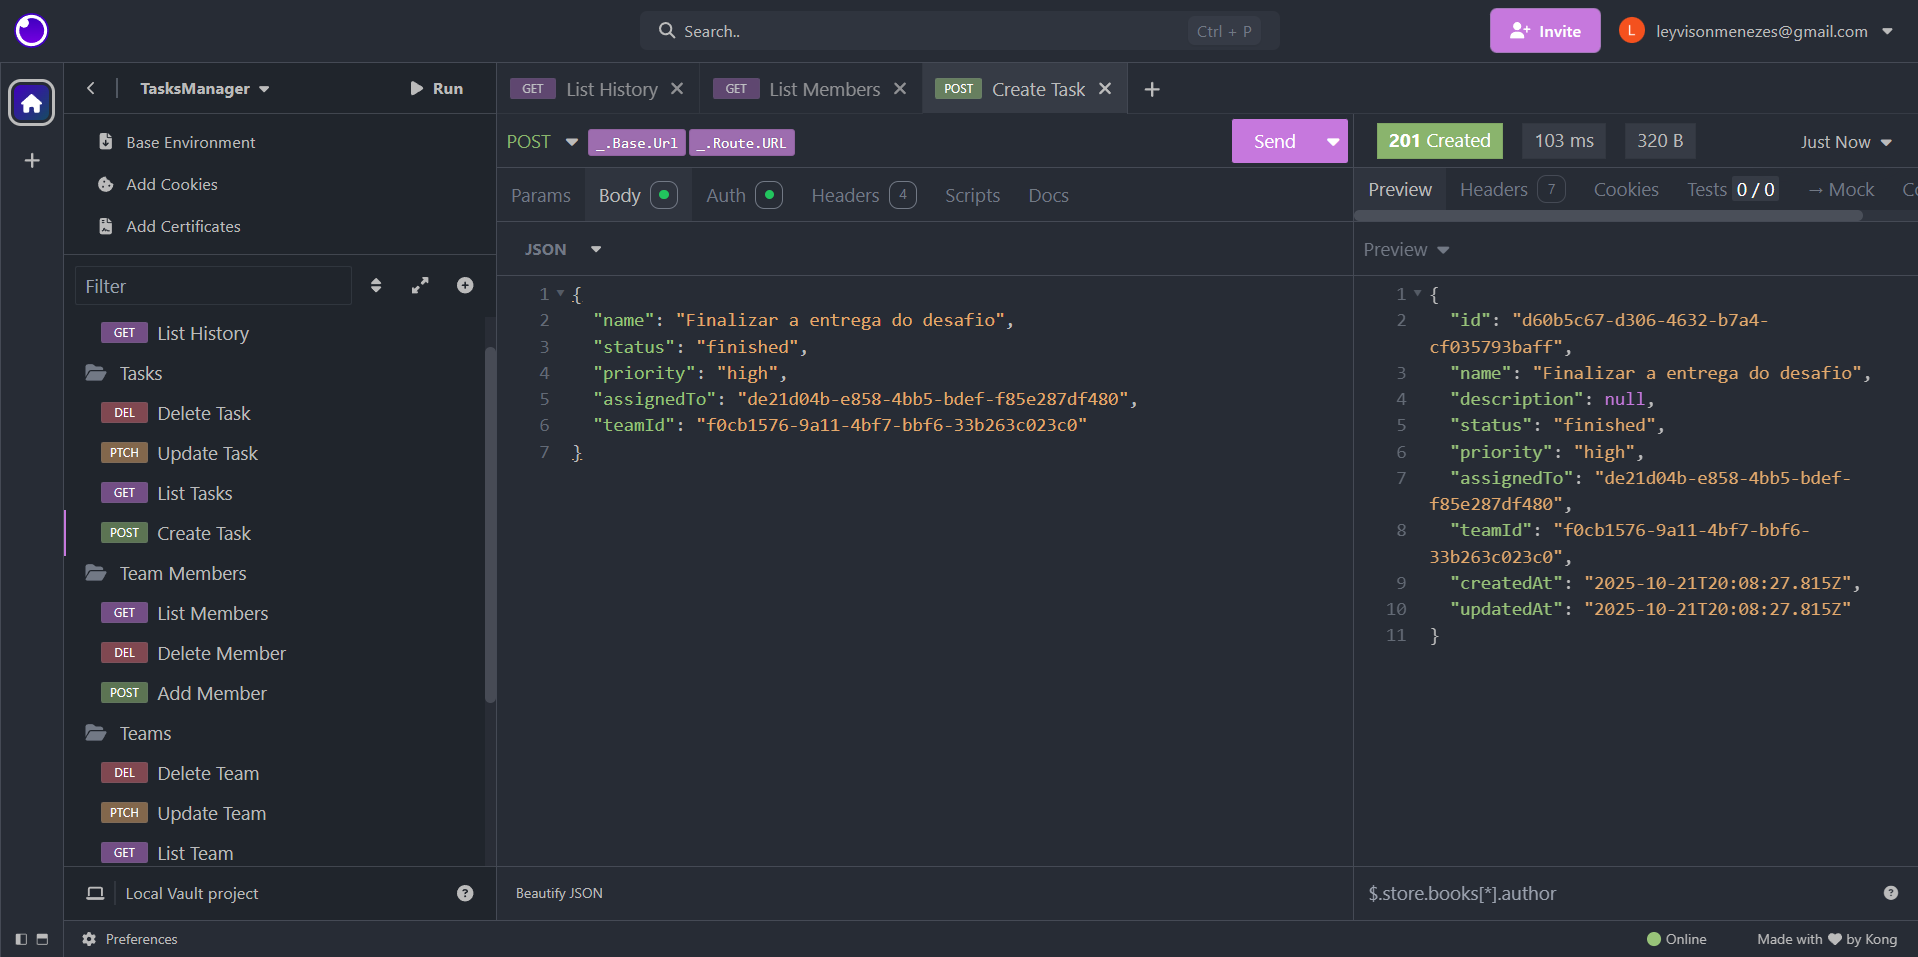 Search..
Ctrl + P
Invite
L
leyvisonmenezes@gmail.com
TasksManager
Run
Base Environment
Add Cookies
Add Certificates
Filter
GET List History
Tasks
DEL Delete Task
PTCH Update Task
GET List Tasks
POST Create Task
Team Members
GET List Members
DEL Delete Member
POST Add Member
Teams
DEL Delete Team
PTCH Update Team
GET List Team
Local Vault project
Preferences
GET List History
GET List Members
POST Create Task
POST _.Base.Url _.Route.URL
Send
Params Body Auth Headers 4 Scripts Docs
JSON
1 {
2 "name": "Finalizar a entrega do desafio",
3 "status": "finished",
4 "priority": "high",
5 "assignedTo": "de21d04b-e858-4bb5-bdef-f85e287df480",
6 "teamId": "f0cb1576-9a11-4bf7-bbf6-33b263c023c0"
7 }
Beautify JSON
201 Created 103 ms 320 B Just Now
Preview Headers 7 Cookies Tests 0 / 0 → Mock Co
Preview
1 {
2 "id": "d60b5c67-d306-4632-b7a4-
cf035793baff",
3 "name": "Finalizar a entrega do desafio",
4 "description": null,
5 "status": "finished",
6 "priority": "high",
7 "assignedTo": "de21d04b-e858-4bb5-bdef-
f85e287df480",
8 "teamId": "f0cb1576-9a11-4bf7-bbf6-
33b263c023c0",
9 "createdAt": "2025-10-21T20:08:27.815Z",
10 "updatedAt": "2025-10-21T20:08:27.815Z"
11 }
$.store.books[*].author
Online
Made with ♥ by Kong